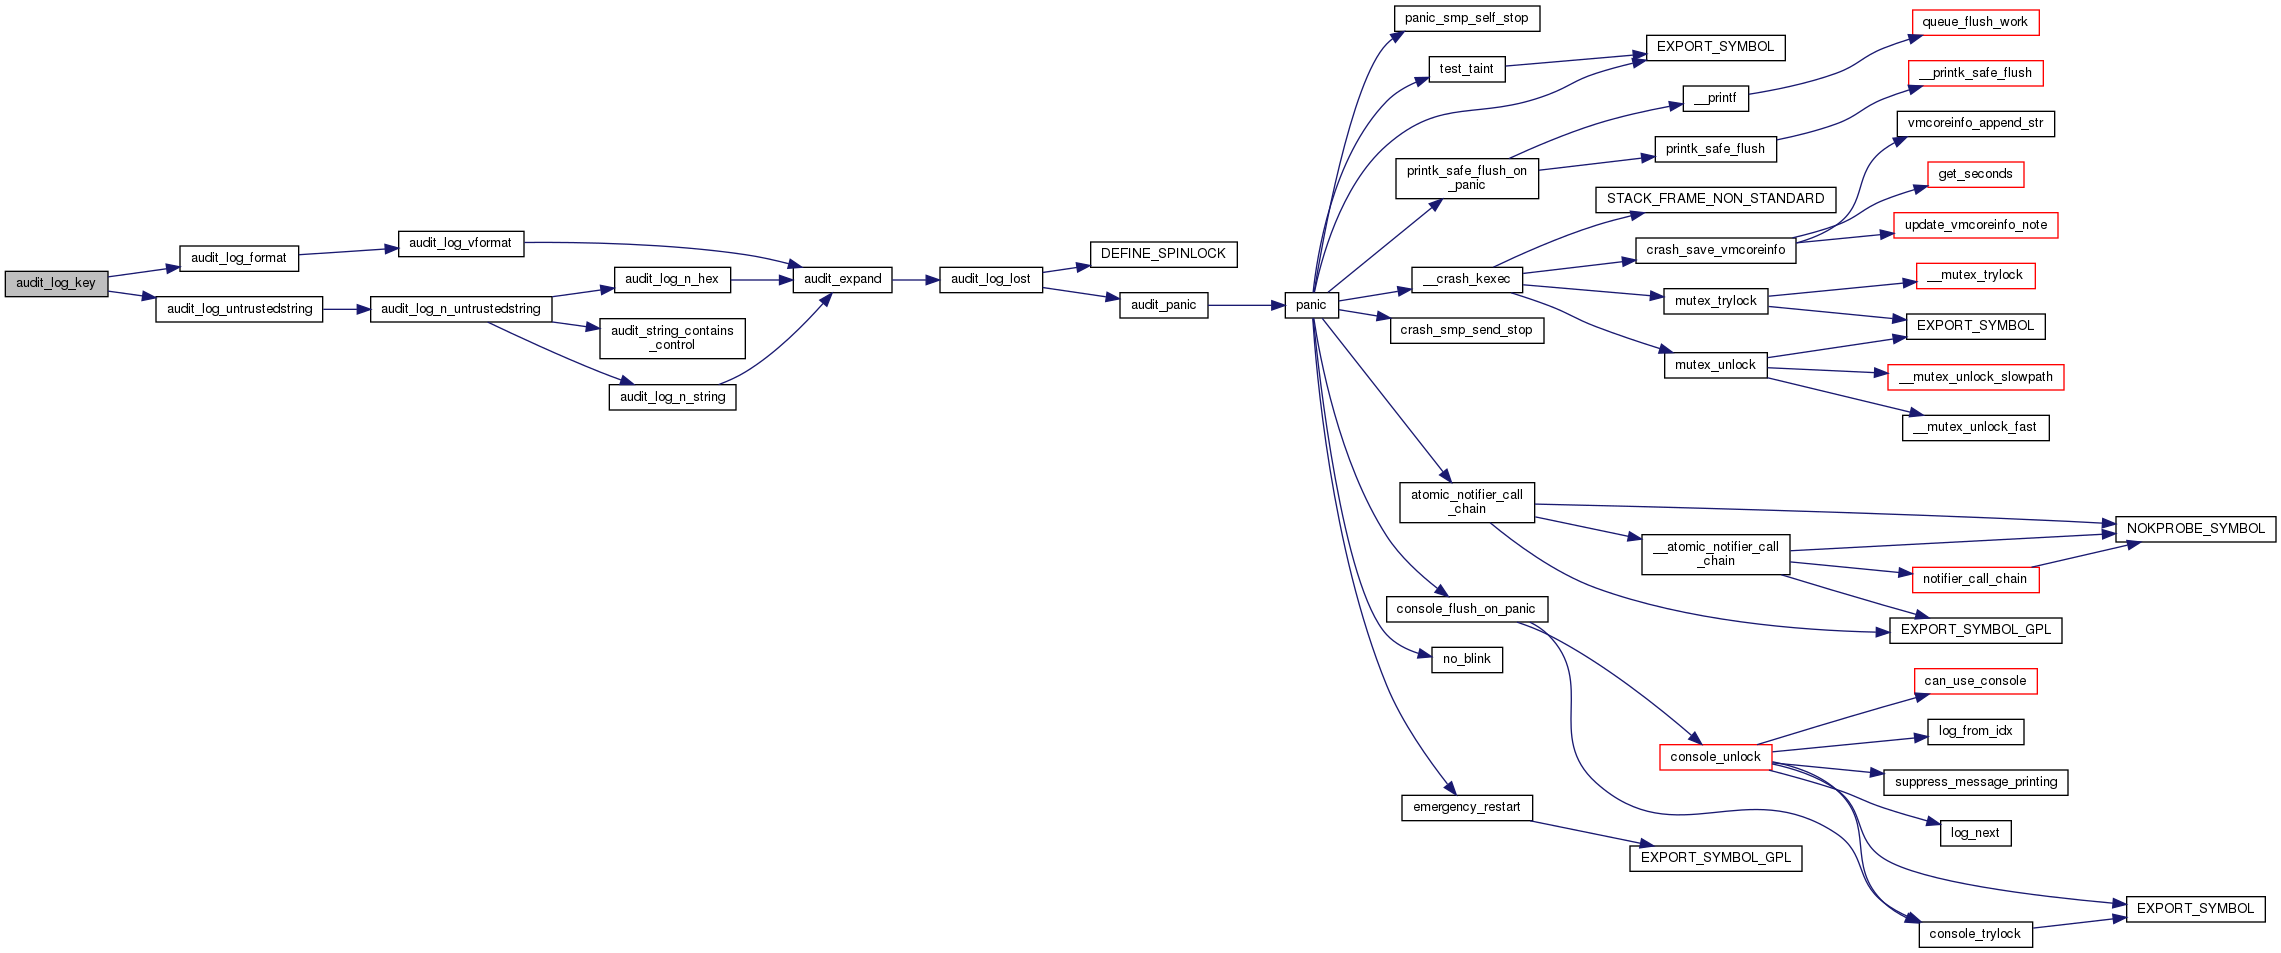 audit_log_key
audit_log_format
audit_log_untrustedstring
audit_log_vformat
audit_log_n_untrustedstring
audit_log_n_hex
audit_string_contains
_control
audit_log_n_string
audit_expand
audit_log_lost
DEFINE_SPINLOCK
audit_panic
panic
panic_smp_self_stop
test_taint
printk_safe_flush_on
_panic
__crash_kexec
crash_smp_send_stop
atomic_notifier_call
_chain
console_flush_on_panic
no_blink
emergency_restart
EXPORT_SYMBOL
__printf
printk_safe_flush
STACK_FRAME_NON_STANDARD
crash_save_vmcoreinfo
mutex_trylock
mutex_unlock
__atomic_notifier_call
_chain
console_unlock
EXPORT_SYMBOL_GPL
queue_flush_work
__printk_safe_flush
vmcoreinfo_append_str
get_seconds
update_vmcoreinfo_note
__mutex_trylock
EXPORT_SYMBOL
__mutex_unlock_slowpath
__mutex_unlock_fast
notifier_call_chain
EXPORT_SYMBOL_GPL
can_use_console
log_from_idx
suppress_message_printing
log_next
console_trylock
NOKPROBE_SYMBOL
EXPORT_SYMBOL